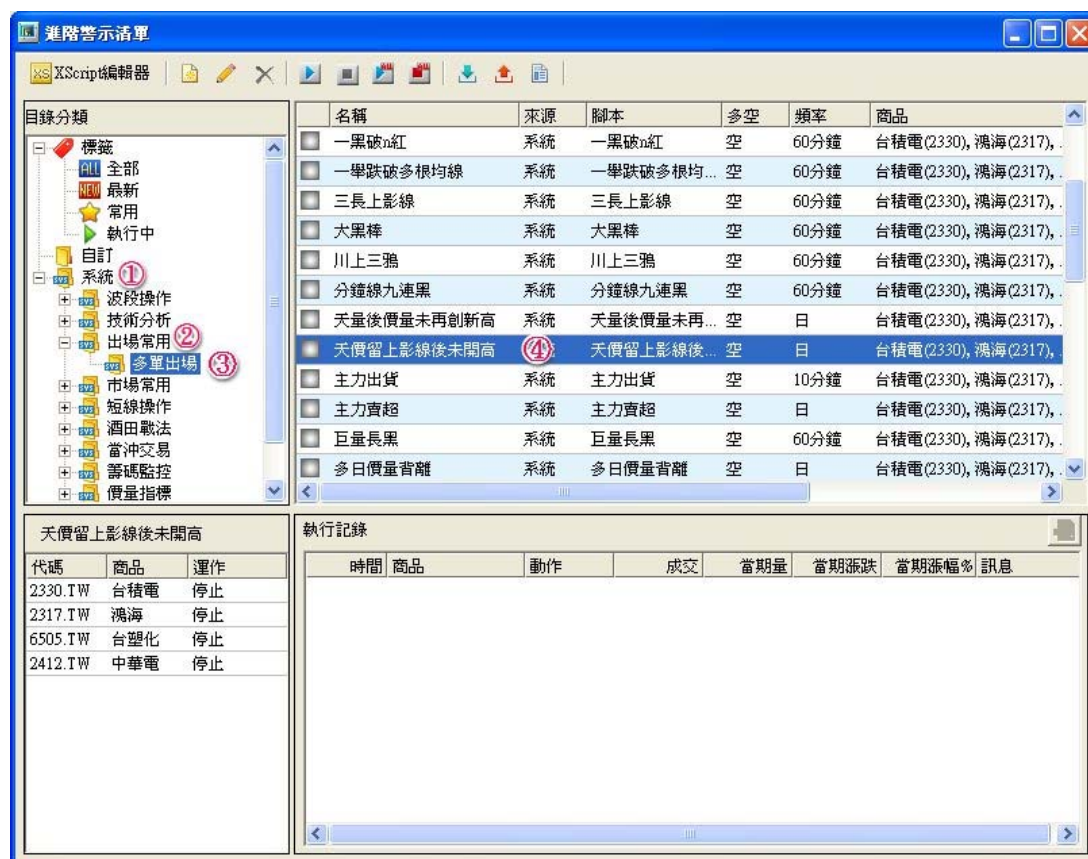 進階警示清單
XS XScript編輯器
目錄分類
標籤
ALL 全部
NEW 最新
常用
執行中
自訂
系統 ①
波段操作
技術分析
出場常用 ②
多單出場 ③
市場常用
短線操作
酒田戰法
當沖交易
籌碼監控
價量指標
名稱 來源 腳本 多空 頻率 商品
一黑破n紅 系統 一黑破n紅 空 60分鐘 台積電(2330), 鴻海(2317), .
一舉跌破多根均線 系統 一舉跌破多根均... 空 60分鐘 台積電(2330), 鴻海(2317), .
三長上影線 系統 三長上影線 空 60分鐘 台積電(2330), 鴻海(2317), .
大黑棒 系統 大黑棒 空 60分鐘 台積電(2330), 鴻海(2317), .
川上三鴉 系統 川上三鴉 空 60分鐘 台積電(2330), 鴻海(2317), .
分鐘線九連黑 系統 分鐘線九連黑 空 60分鐘 台積電(2330), 鴻海(2317), .
天量後價量未再創新高 系統 天量後價量未再... 空 日 台積電(2330), 鴻海(2317), .
天價留上影線後未開高 ④ 天價留上影線後... 空 日 台積電(2330), 鴻海(2317), .
主力出貨 系統 主力出貨 空 10分鐘 台積電(2330), 鴻海(2317), .
主力賣超 系統 主力賣超 空 日 台積電(2330), 鴻海(2317), .
巨量長黑 系統 巨量長黑 空 60分鐘 台積電(2330), 鴻海(2317), .
多日價量背離 系統 多日價量背離 空 日 台積電(2330), 鴻海(2317), .
天價留上影線後未開高
代碼 商品 運作
2330.TW 台積電 停止
2317.TW 鴻海 停止
6505.TW 台塑化 停止
2412.TW 中華電 停止
執行記錄
時間 商品 動作 成交 當期量 當期漲跌 當期漲幅% 訊息